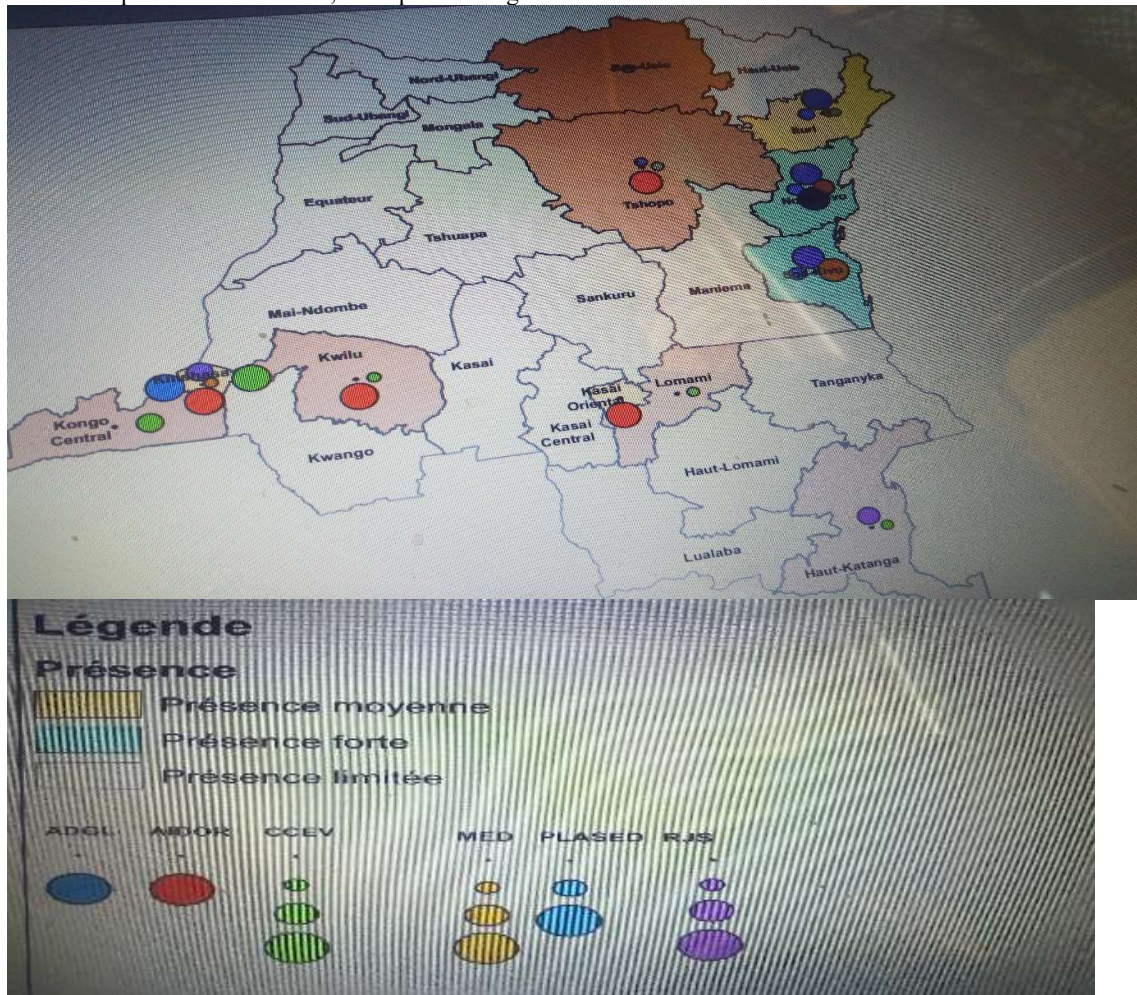 Nord-Ubangi
Haut-Uele
Sud-Ubangi
Mongala
Ituri
Equateur
Tshopo
Tshuapa
Sankuru
Maniema
Mai-Ndombe
Kwilu
Kasai
Lomami
Tanganyka
Kasai
Oriental
Kongo
Central
Kasai
Central
Kwango
Haut-Lomami
Lualaba
Haut-Katanga
Légende
Présence
Présence moyenne
Présence forte
Présence limitée
ADGL AIDOR CCEV MED PLASED RJS